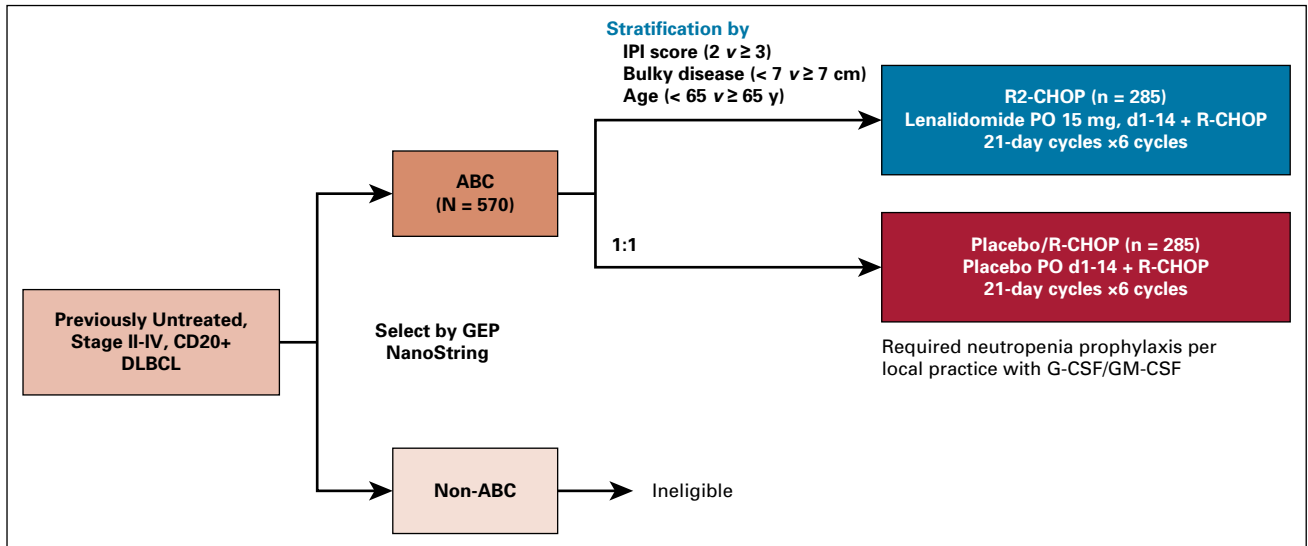 Stratification by
IPI score (2 v ≥ 3)
Bulky disease (< 7 v ≥ 7 cm)
Age (< 65 v ≥ 65 y)
R2-CHOP (n = 285)
Lenalidomide PO 15 mg, d1-14 + R-CHOP
21-day cycles ×6 cycles
ABC
(N = 570)
1:1
Placebo/R-CHOP (n = 285)
Placebo PO d1-14 + R-CHOP
21-day cycles ×6 cycles
Previously Untreated,
Stage II-IV, CD20+
DLBCL
Select by GEP
NanoString
Required neutropenia prophylaxis per
local practice with G-CSF/GM-CSF
Non-ABC
Ineligible